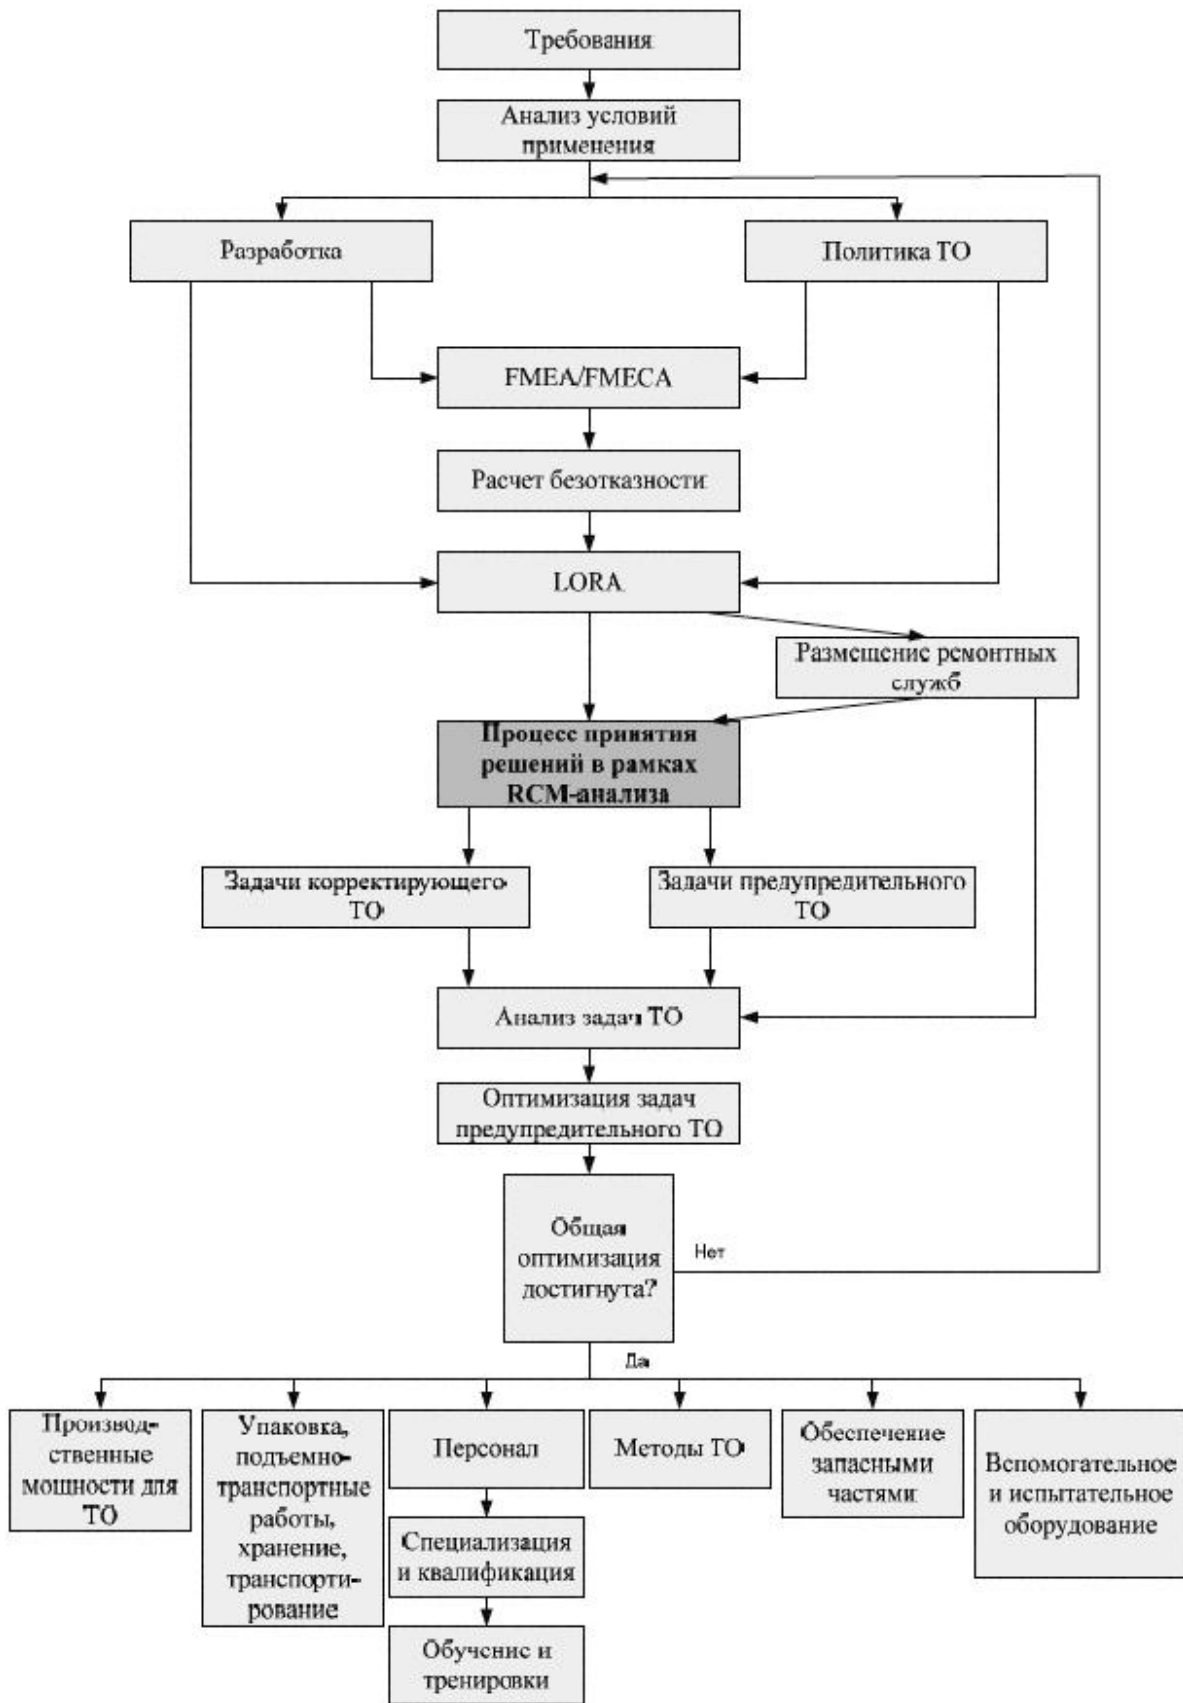 Требования
Анализ условий
применения
Разработка
Политика ТО
FMEA/FMECA
Расчет безотказности
LORA
Размещение ремонтных
служб
Процесс принятия
решений в рамках
RCM-анализа
Задачи корректирующего
ТО
Задачи предупредительного
ТО
Анализ задач ТО
Оптимизация задач
предупредительного ТО
Общая
оптимизация
достигнута?
Нет
Да
Производ-
ственные
мощности для
ТО
Упаковка,
подъемно-
транспортные
работы,
хранение,
транспорти-
рование
Персонал
Методы ТО
Обеспечение
запасными
частями
Вспомогательное
и испытательное
оборудование
Специализация
и квалификация
Обучение и
тренировки